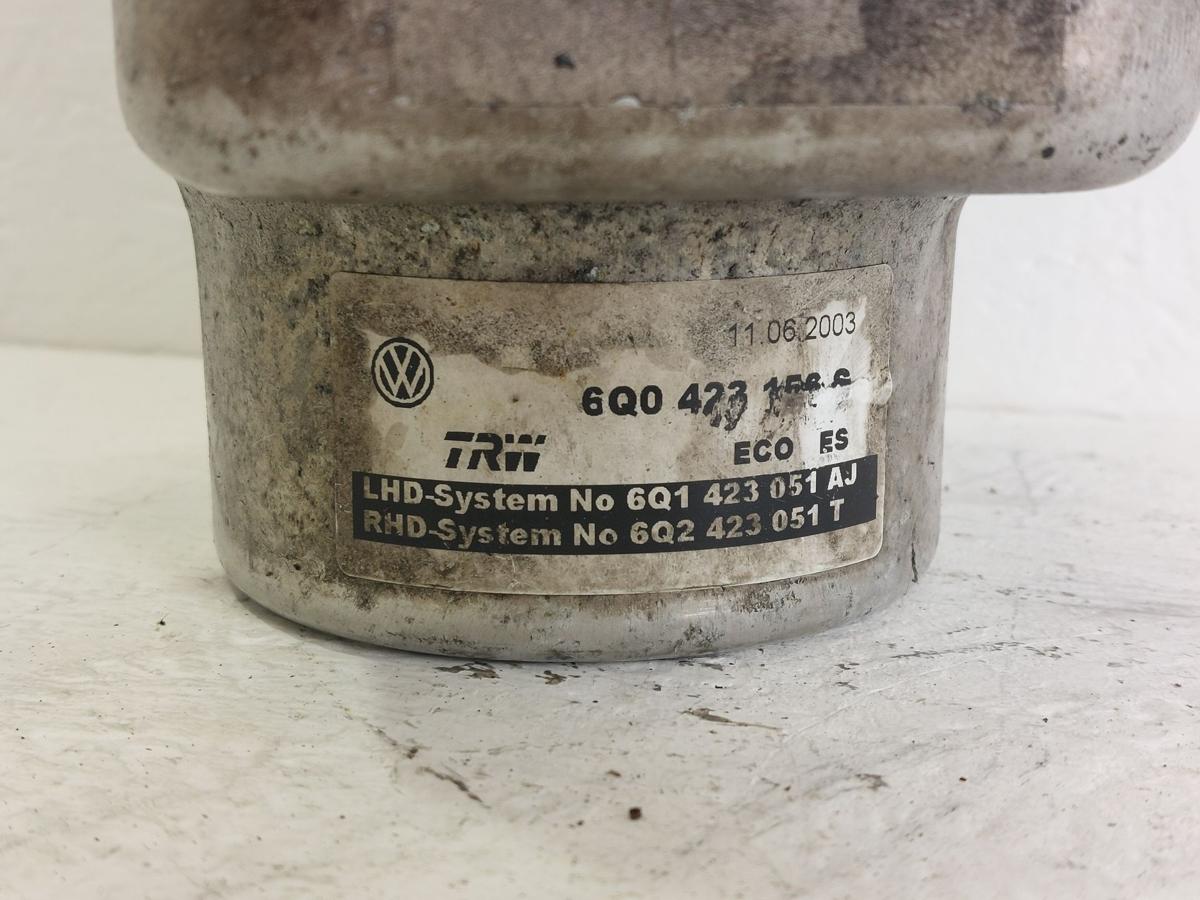 11.06.2003
VW
6Q0 423
TRW
ECO ES
LHD-System No 6Q1 423 051 AJ
RHD-System No 6Q2 423 051 T